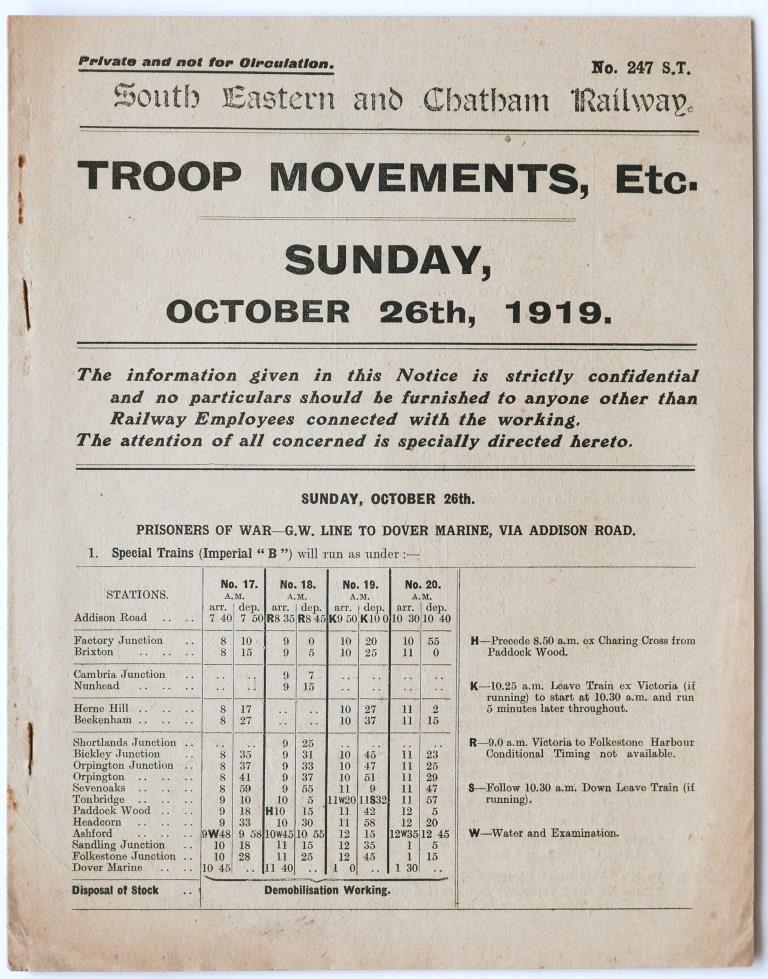 Private and not for Circulation.
No. 247 S.T.
South Eastern and Chatham Railway.
TROOP MOVEMENTS, Etc.
SUNDAY,
OCTOBER 26th, 1919.
The information given in this Notice is strictly confidential
and no particulars should be furnished to anyone other than
Railway Employees connected with the working.
The attention of all concerned is specially directed hereto.
SUNDAY, OCTOBER 26th.
PRISONERS OF WAR—G.W. LINE TO DOVER MARINE, VIA ADDISON ROAD.
1. Special Trains (Imperial "B") will run as under :—
STATIONS. No. 17. No. 18. No. 19. No. 20.
A.M. A.M. A.M. A.M.
arr. dep. arr. dep. arr. dep. arr. dep.
Addison Road .. .. 7 40 7 50 R8 35 R8 45 K9 50 K10 0 10 30 10 40
Factory Junction .. 8 10 9 0 10 20 10 55
Brixton .. .. .. 8 15 9 5 10 25 11 0
Cambria Junction .. .. .. 9 7 .. .. .. ..
Nunhead .. .. .. .. .. 9 15 .. .. .. ..
Herne Hill .. .. .. 8 17 .. .. 10 27 11 2
Beckenham .. .. .. 8 27 .. .. 10 37 11 15
Shortlands Junction .. .. .. 9 25 .. .. .. ..
Bickley Junction .. 8 35 9 31 10 45 11 23
Orpington Junction .. 8 37 9 33 10 47 11 25
Orpington .. .. .. 8 41 9 37 10 51 11 29
Sevenoaks .. .. .. 8 59 9 55 11 9 11 47
Tonbridge .. .. .. 9 10 10 5 11W20 11S32 11 57
Paddock Wood .. .. 9 18 H10 15 11 42 12 5
Headcorn .. .. .. 9 33 10 30 11 58 12 20
Ashford .. .. .. 9W48 9 58 10W45 10 55 12 15 12W35 12 45
Sandling Junction .. 10 18 11 15 12 35 1 5
Folkestone Junction .. 10 28 11 25 12 45 1 15
Dover Marine .. .. 10 45 .. 11 40 .. 1 0 .. 1 30 ..
Disposal of Stock .. Demobilisation Working.
H—Precede 8.50 a.m. ex Charing Cross from
Paddock Wood.
K—10.25 a.m. Leave Train ex Victoria (if
running) to start at 10.30 a.m. and run
5 minutes later throughout.
R—9.0 a.m. Victoria to Folkestone Harbour
Conditional Timing not available.
S—Follow 10.30 a.m. Down Leave Train (if
running).
W—Water and Examination.